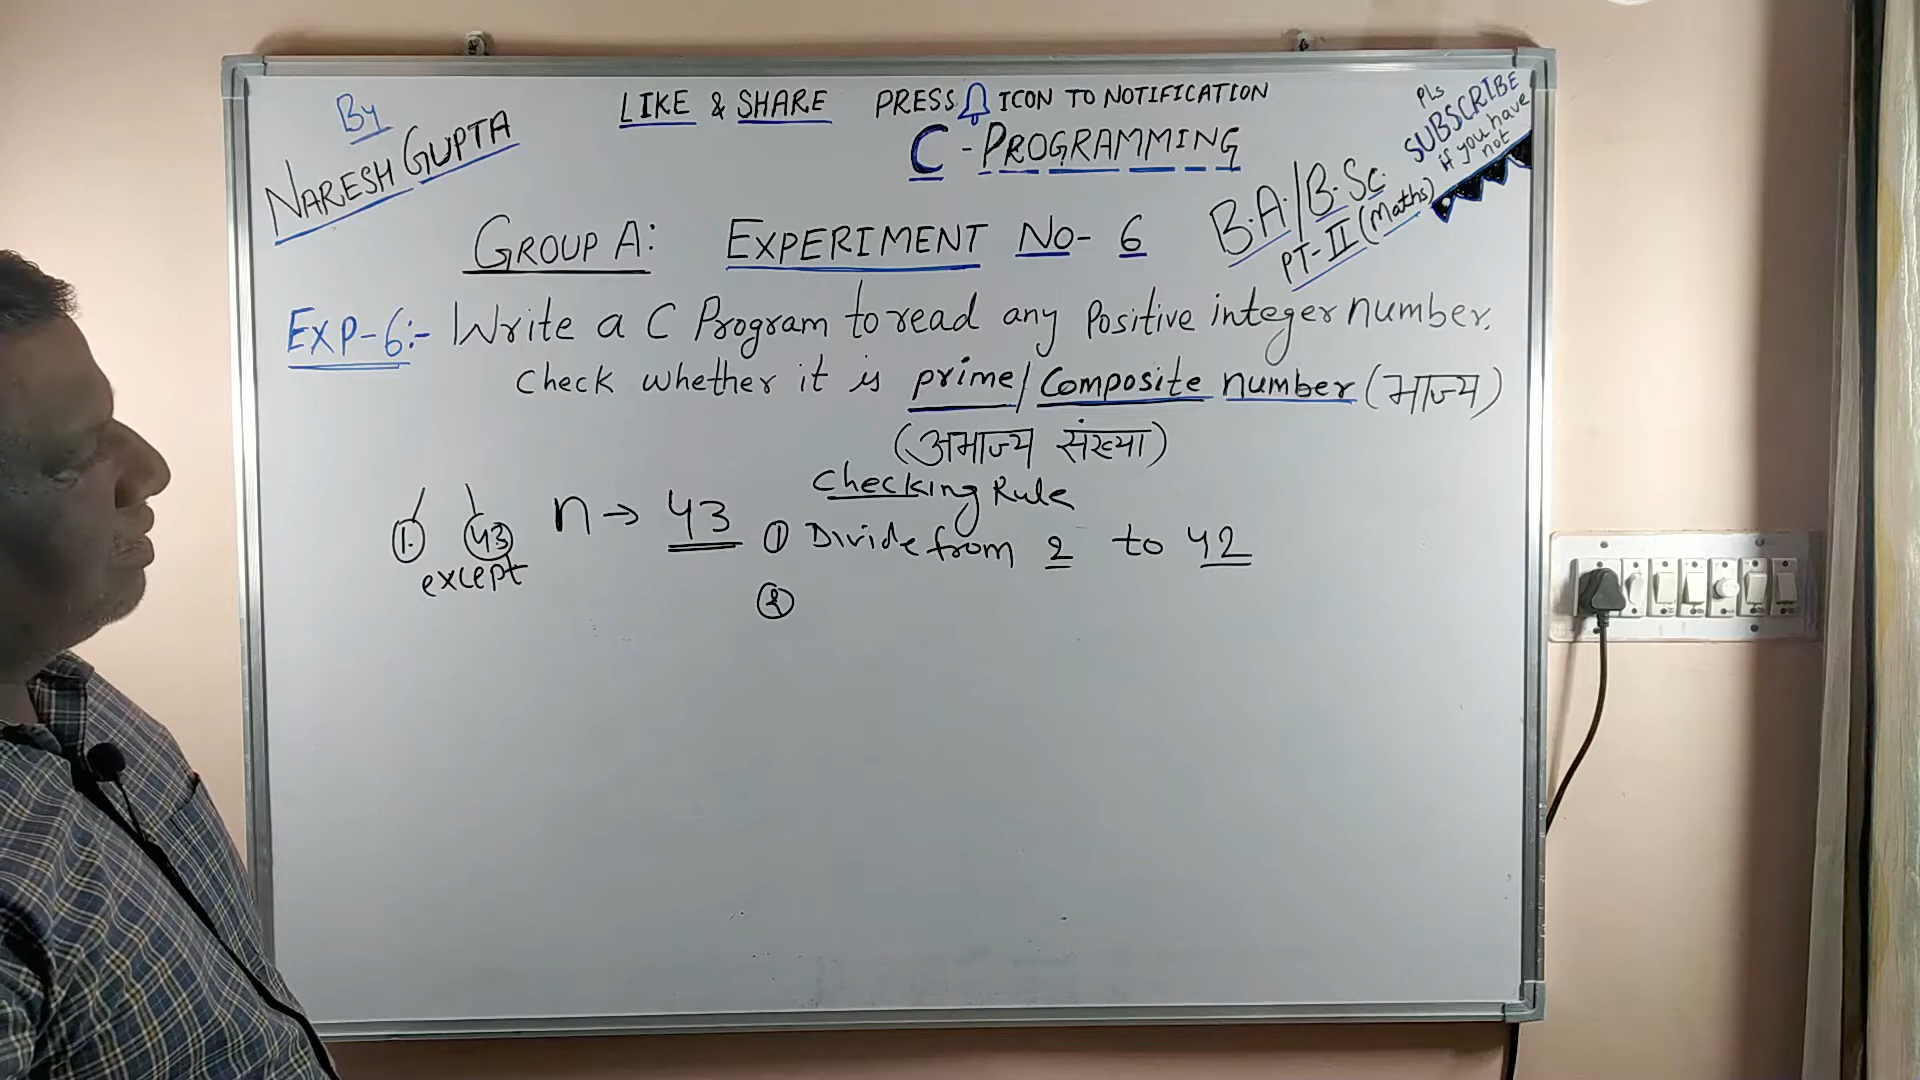 By
NARESH GUPTA
LIKE & SHARE PRESS ICON TO NOTIFICATION
C - PROGRAMMING
PLs
SUBSCRIBE
if you have
not
B.A./B.Sc.
PT-II (Maths)
GROUP A: EXPERIMENT No- 6
EXP-6:- Write a C Program to read any Positive integer number.
Check whether it is prime/Composite number (भाज्य)
(अभाज्य संख्या)
Checking Rule
1. 43 n → 43 ① Divide from 2 to 42
except
②